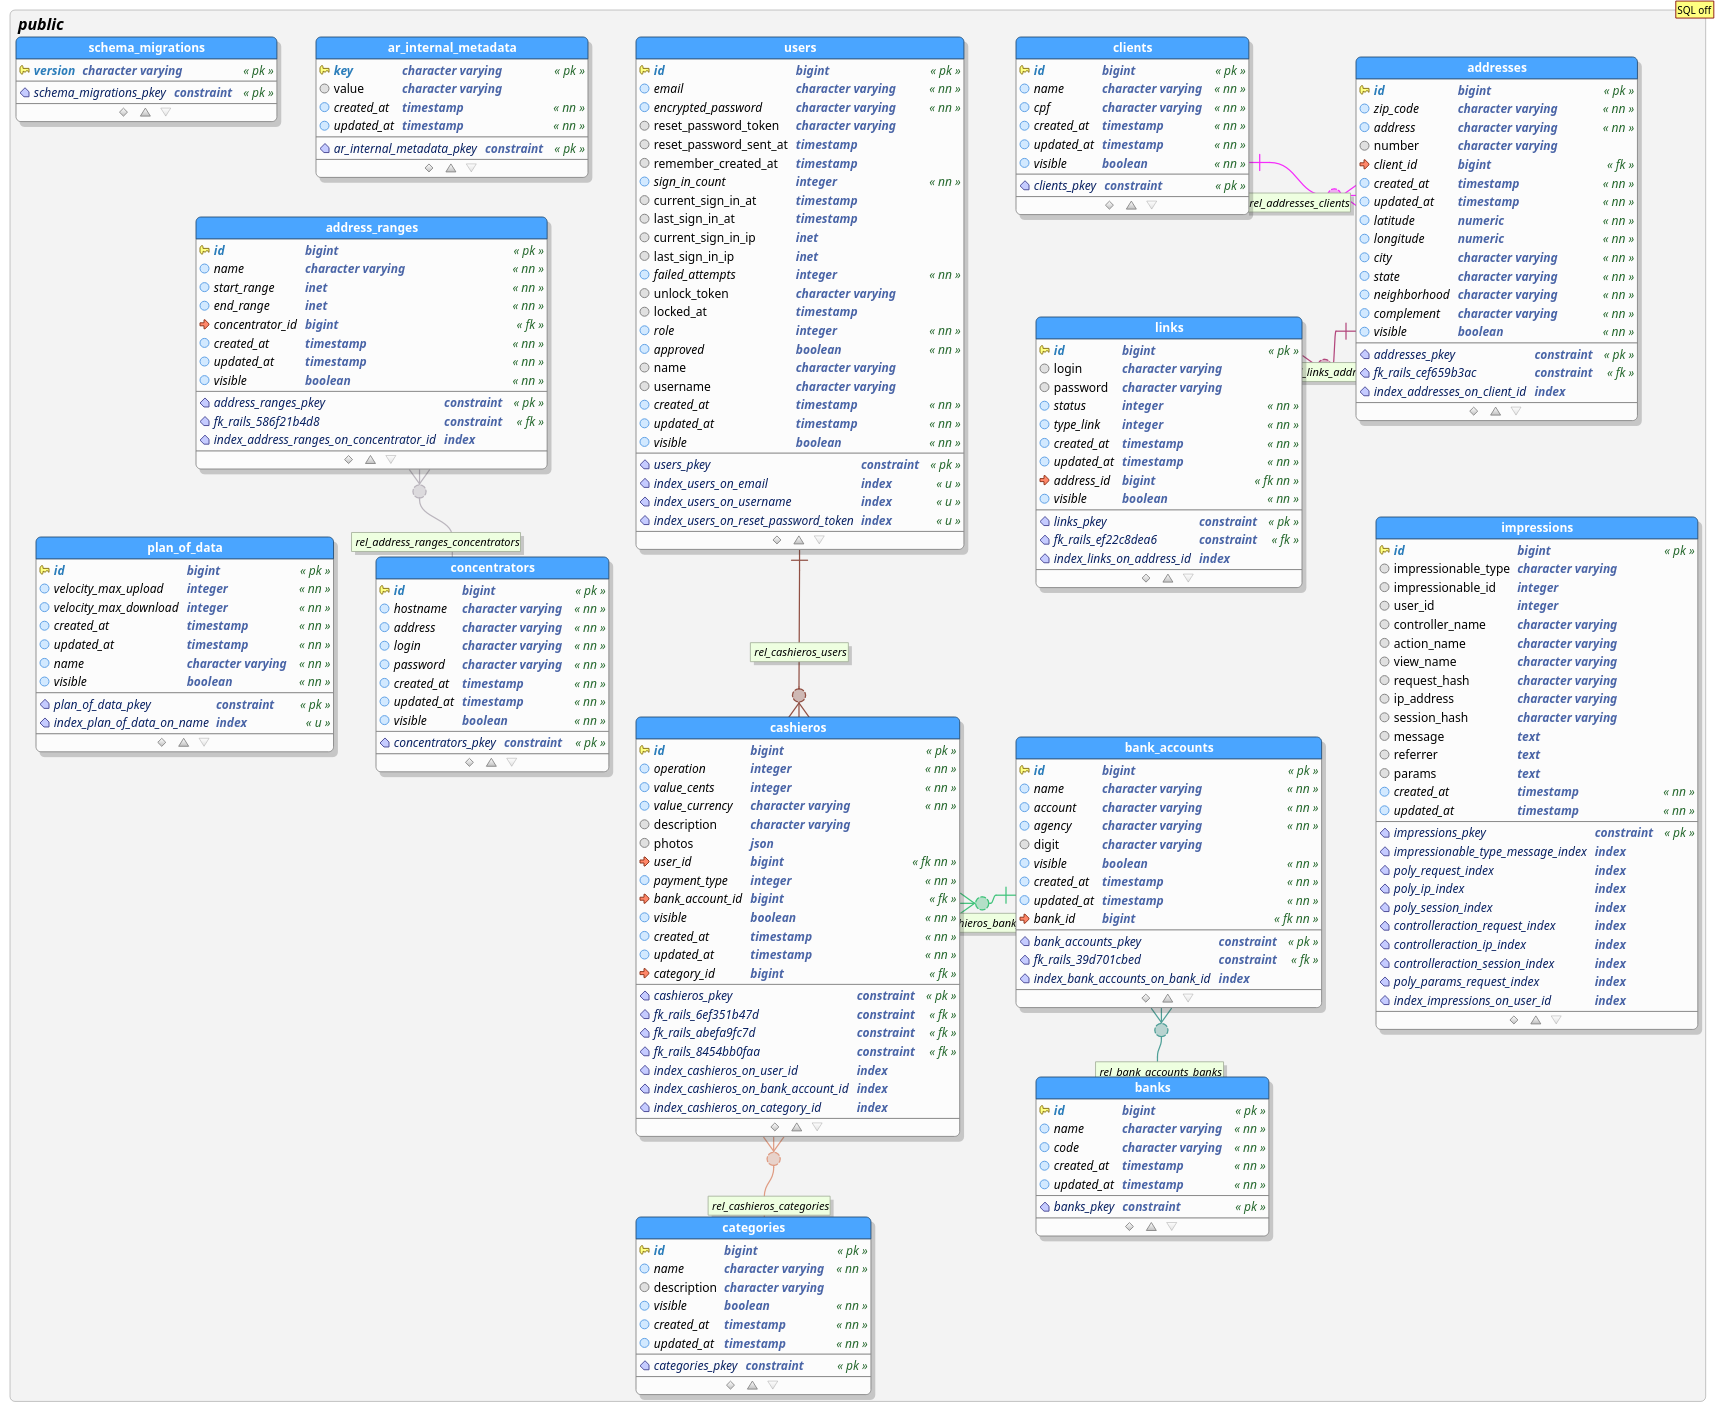 SQL off
public
schema_migrations
version character varying « pk »
schema_migrations_pkey constraint « pk »
ar_internal_metadata
key character varying « pk »
value character varying
created_at timestamp « nn »
updated_at timestamp « nn »
ar_internal_metadata_pkey constraint « pk »
users
id bigint « pk »
email character varying « nn »
encrypted_password character varying « nn »
reset_password_token character varying
reset_password_sent_at timestamp
remember_created_at timestamp
sign_in_count integer « nn »
current_sign_in_at timestamp
last_sign_in_at timestamp
current_sign_in_ip inet
last_sign_in_ip inet
failed_attempts integer « nn »
unlock_token character varying
locked_at timestamp
role integer « nn »
approved boolean « nn »
name character varying
username character varying
created_at timestamp « nn »
updated_at timestamp « nn »
visible boolean « nn »
users_pkey constraint « pk »
index_users_on_email index « u »
index_users_on_username index « u »
index_users_on_reset_password_token index « u »
clients
id bigint « pk »
name character varying « nn »
cpf character varying « nn »
created_at timestamp « nn »
updated_at timestamp « nn »
visible boolean « nn »
clients_pkey constraint « pk »
rel_addresses_clients
addresses
id bigint « pk »
zip_code character varying « nn »
address character varying « nn »
number character varying
client_id bigint « fk »
created_at timestamp « nn »
updated_at timestamp « nn »
latitude numeric « nn »
longitude numeric « nn »
city character varying « nn »
state character varying « nn »
neighborhood character varying « nn »
complement character varying « nn »
visible boolean « nn »
addresses_pkey constraint « pk »
fk_rails_cef659b3ac constraint « fk »
index_addresses_on_client_id index
address_ranges
id bigint « pk »
name character varying « nn »
start_range inet « nn »
end_range inet « nn »
concentrator_id bigint « fk »
created_at timestamp « nn »
updated_at timestamp « nn »
visible boolean « nn »
address_ranges_pkey constraint « pk »
fk_rails_586f21b4d8 constraint « fk »
index_address_ranges_on_concentrator_id index
rel_address_ranges_concentrators
links
id bigint « pk »
login character varying
password character varying
status integer « nn »
type_link integer « nn »
created_at timestamp « nn »
updated_at timestamp « nn »
address_id bigint « fk nn »
visible boolean « nn »
links_pkey constraint « pk »
fk_rails_ef22c8dea6 constraint « fk »
index_links_on_address_id index
_links_addr
plan_of_data
id bigint « pk »
velocity_max_upload integer « nn »
velocity_max_download integer « nn »
created_at timestamp « nn »
updated_at timestamp « nn »
name character varying « nn »
visible boolean « nn »
plan_of_data_pkey constraint « pk »
index_plan_of_data_on_name index « u »
concentrators
id bigint « pk »
hostname character varying « nn »
address character varying « nn »
login character varying « nn »
password character varying « nn »
created_at timestamp « nn »
updated_at timestamp « nn »
visible boolean « nn »
concentrators_pkey constraint « pk »
impressions
id bigint « pk »
impressionable_type character varying
impressionable_id integer
user_id integer
controller_name character varying
action_name character varying
view_name character varying
request_hash character varying
ip_address character varying
session_hash character varying
message text
referrer text
params text
created_at timestamp « nn »
updated_at timestamp « nn »
impressions_pkey constraint « pk »
impressionable_type_message_index index
poly_request_index index
poly_ip_index index
poly_session_index index
controlleraction_request_index index
controlleraction_ip_index index
controlleraction_session_index index
poly_params_request_index index
index_impressions_on_user_id index
rel_cashieros_users
cashieros
id bigint « pk »
operation integer « nn »
value_cents integer « nn »
value_currency character varying « nn »
description character varying
photos json
user_id bigint « fk nn »
payment_type integer « nn »
bank_account_id bigint « fk »
visible boolean « nn »
created_at timestamp « nn »
updated_at timestamp « nn »
category_id bigint « fk »
cashieros_pkey constraint « pk »
fk_rails_6ef351b47d constraint « fk »
fk_rails_abefa9fc7d constraint « fk »
fk_rails_8454bb0faa constraint « fk »
index_cashieros_on_user_id index
index_cashieros_on_bank_account_id index
index_cashieros_on_category_id index
hieros_bank
bank_accounts
id bigint « pk »
name character varying « nn »
account character varying « nn »
agency character varying « nn »
digit character varying
visible boolean « nn »
created_at timestamp « nn »
updated_at timestamp « nn »
bank_id bigint « fk nn »
bank_accounts_pkey constraint « pk »
fk_rails_39d701cbed constraint « fk »
index_bank_accounts_on_bank_id index
rel_bank_accounts_banks
banks
id bigint « pk »
name character varying « nn »
code character varying « nn »
created_at timestamp « nn »
updated_at timestamp « nn »
banks_pkey constraint « pk »
rel_cashieros_categories
categories
id bigint « pk »
name character varying « nn »
description character varying
visible boolean « nn »
created_at timestamp « nn »
updated_at timestamp « nn »
categories_pkey constraint « pk »